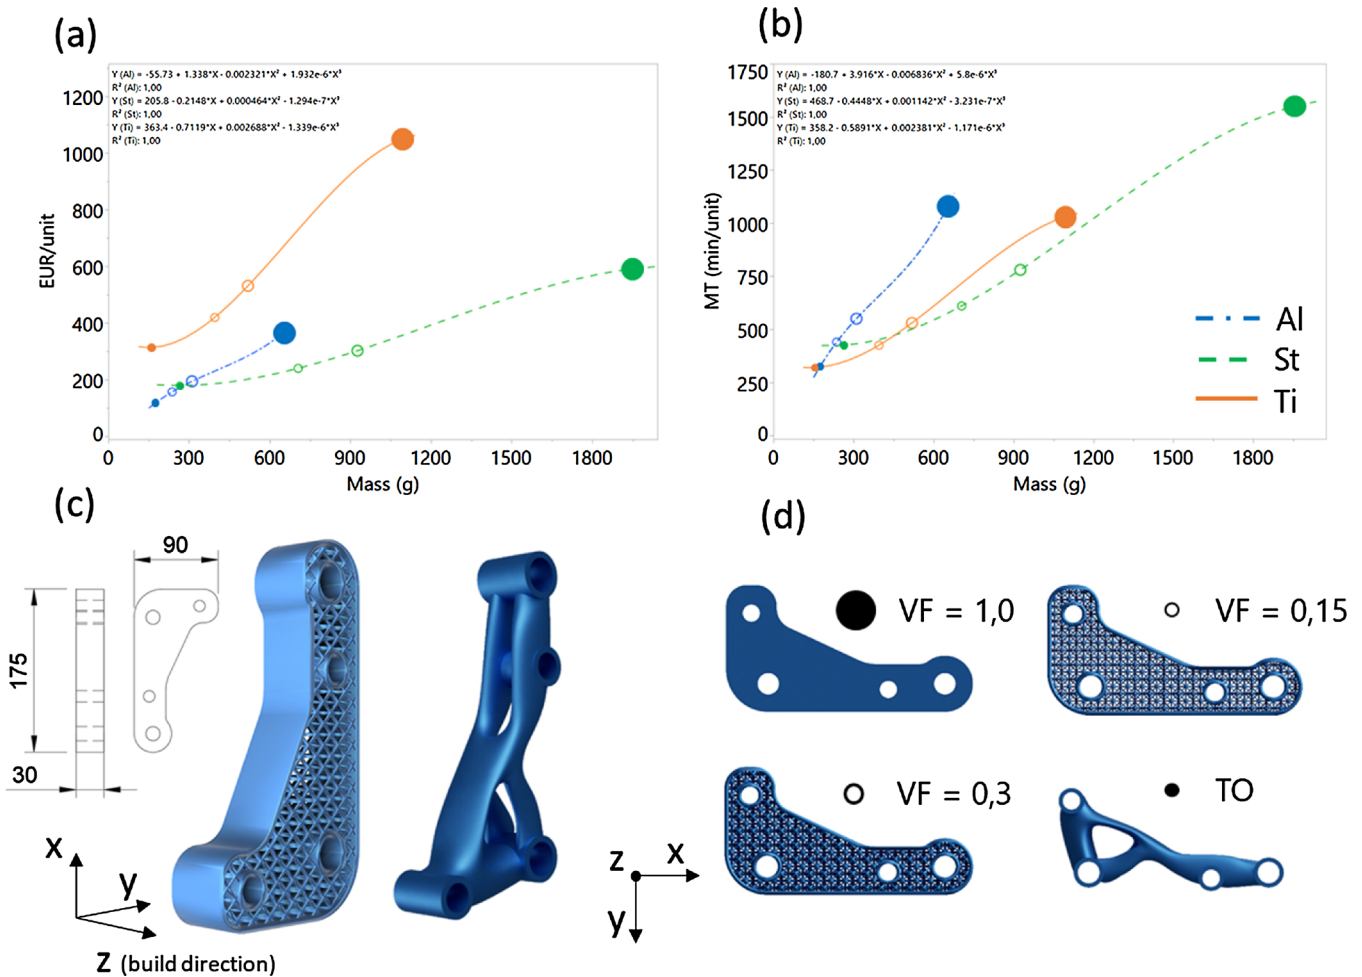 (a)
Y (Al) = -55.73 + 1.338*X - 0.002321*X² + 1.932e-6*X³
R² (Al): 1,00
Y (St) = 205.8 - 0.2148*X + 0.000464*X² - 1.294e-7*X³
R² (St): 1,00
Y (Ti) = 363.4 - 0.7119*X + 0.002688*X² - 1.339e-6*X³
R² (Ti): 1,00
1200
1000
800
600
400
200
0
EUR/unit
0
300
600
900
1200
1500
1800
Mass (g)
(b)
Y (Al) = -180.7 + 3.916*X - 0.006836*X² + 5.8e-6*X³
R² (Al): 1,00
Y (St) = 468.7 - 0.4448*X + 0.001142*X² - 3.231e-7*X³
R² (St): 1,00
Y (Ti) = 358.2 - 0.5891*X + 0.002381*X² - 1.171e-6*X³
R² (Ti): 1,00
1750
1500
1250
1000
750
500
250
0
MT (min/unit)
0
300
600
900
1200
1500
1800
Mass (g)
Al
St
Ti
(c)
90
175
30
x
y
z (build direction)
(d)
VF = 1,0
VF = 0,15
VF = 0,3
TO
z
x
y